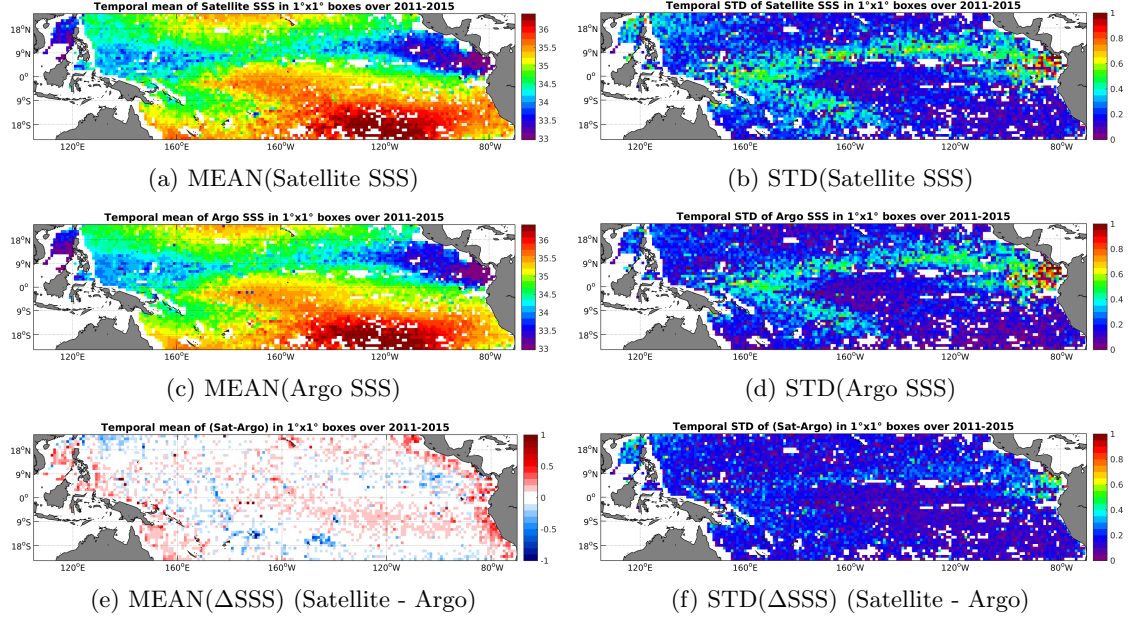 Temporal mean of Satellite SSS in 1°x1° boxes over 2011-2015
18°N
9°N
0°
9°S
18°S
120°E
160°E
160°W
120°W
80°W
36
35.5
35
34.5
34
33.5
33
(a) MEAN(Satellite SSS)
Temporal STD of Satellite SSS in 1°x1° boxes over 2011-2015
18°N
9°N
0°
9°S
18°S
120°E
160°E
160°W
120°W
80°W
1
0.8
0.6
0.4
0.2
0
(b) STD(Satellite SSS)
Temporal mean of Argo SSS in 1°x1° boxes over 2011-2015
18°N
9°N
0°
9°S
18°S
120°E
160°E
160°W
120°W
80°W
36
35.5
35
34.5
34
33.5
33
(c) MEAN(Argo SSS)
Temporal STD of Argo SSS in 1°x1° boxes over 2011-2015
18°N
9°N
0°
9°S
18°S
120°E
160°E
160°W
120°W
80°W
1
0.8
0.6
0.4
0.2
0
(d) STD(Argo SSS)
Temporal mean of (Sat-Argo) in 1°x1° boxes over 2011-2015
18°N
9°N
0°
9°S
18°S
120°E
160°E
160°W
120°W
80°W
1
0.5
0
-0.5
-1
(e) MEAN(ΔSSS) (Satellite - Argo)
Temporal STD of (Sat-Argo) in 1°x1° boxes over 2011-2015
18°N
9°N
0°
9°S
18°S
120°E
160°E
160°W
120°W
80°W
1
0.8
0.6
0.4
0.2
0
(f) STD(ΔSSS) (Satellite - Argo)